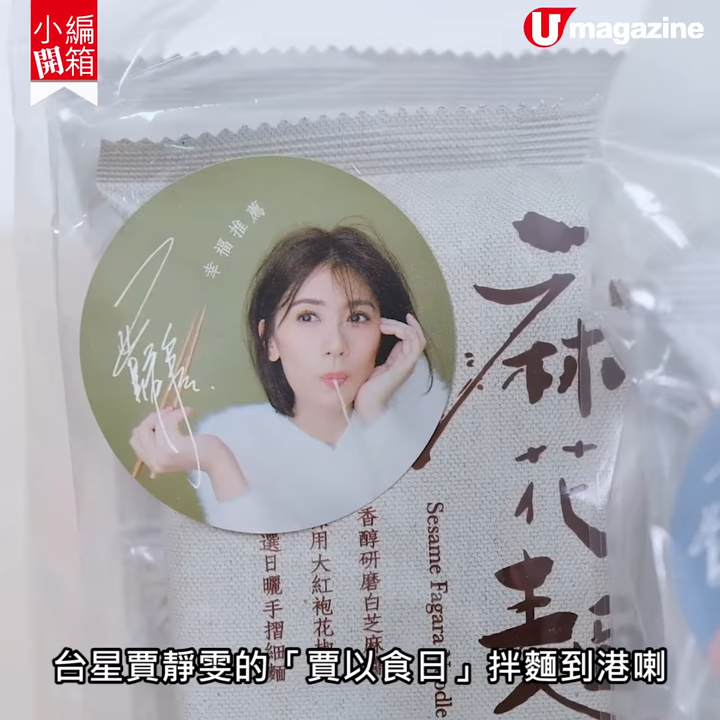 小編
開箱
U magazine
幸福推薦
麻花麵
Sesame Fagara
香醇研磨白芝麻
用大紅袍花椒
選日曬手摺細麵
台星賈靜雯的「賈以食日」拌麵到港喇